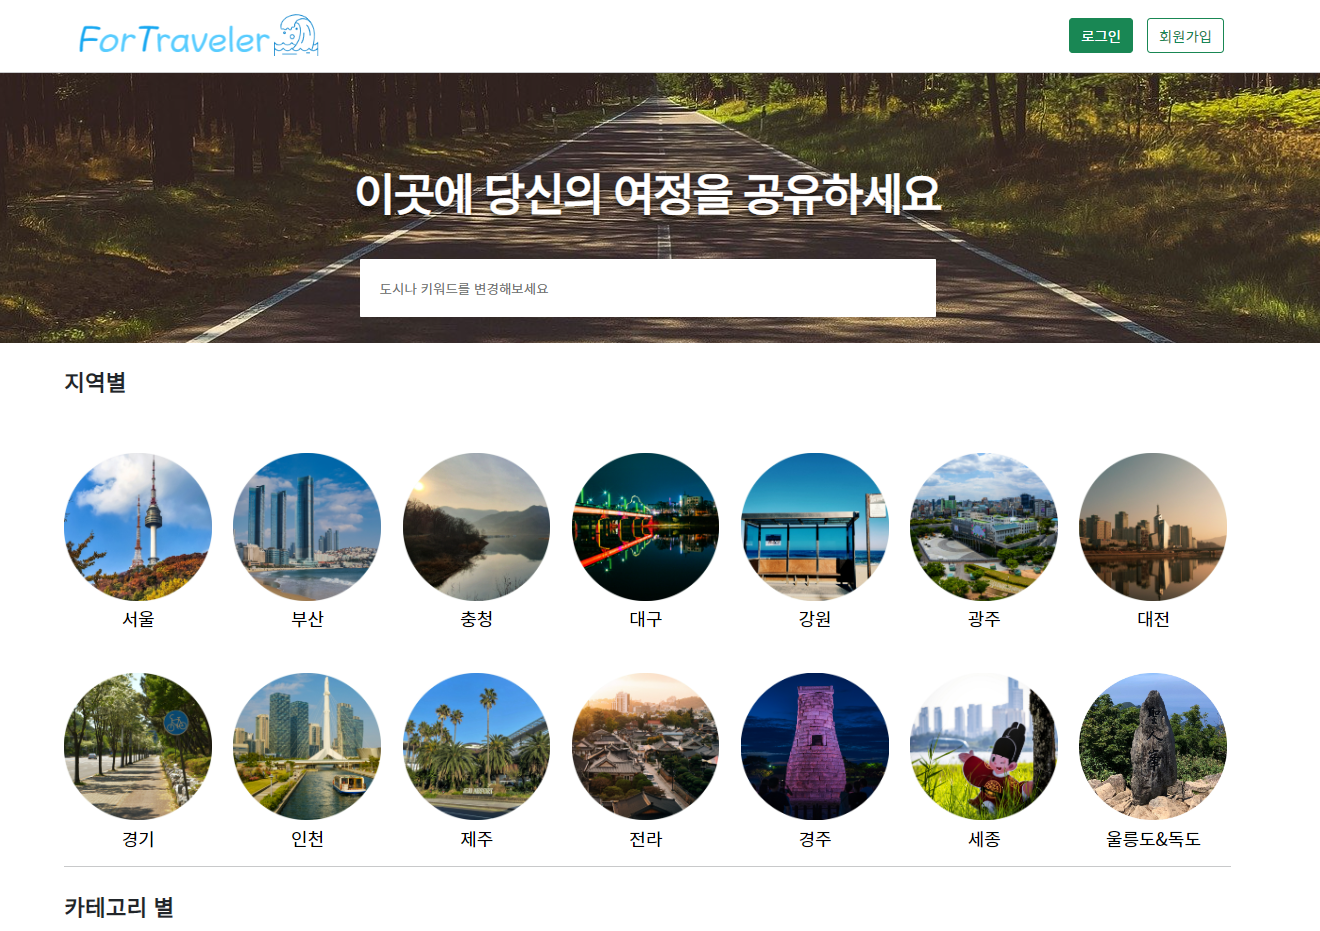 ForTraveler
로그인
회원가입
이곳에 당신의 여정을 공유하세요
도시나 키워드를 변경해보세요
지역별
서울
부산
충청
대구
강원
광주
대전
JEJU AIRPORT
경기
인천
제주
전라
경주
세종
울릉도&독도
카테고리 별